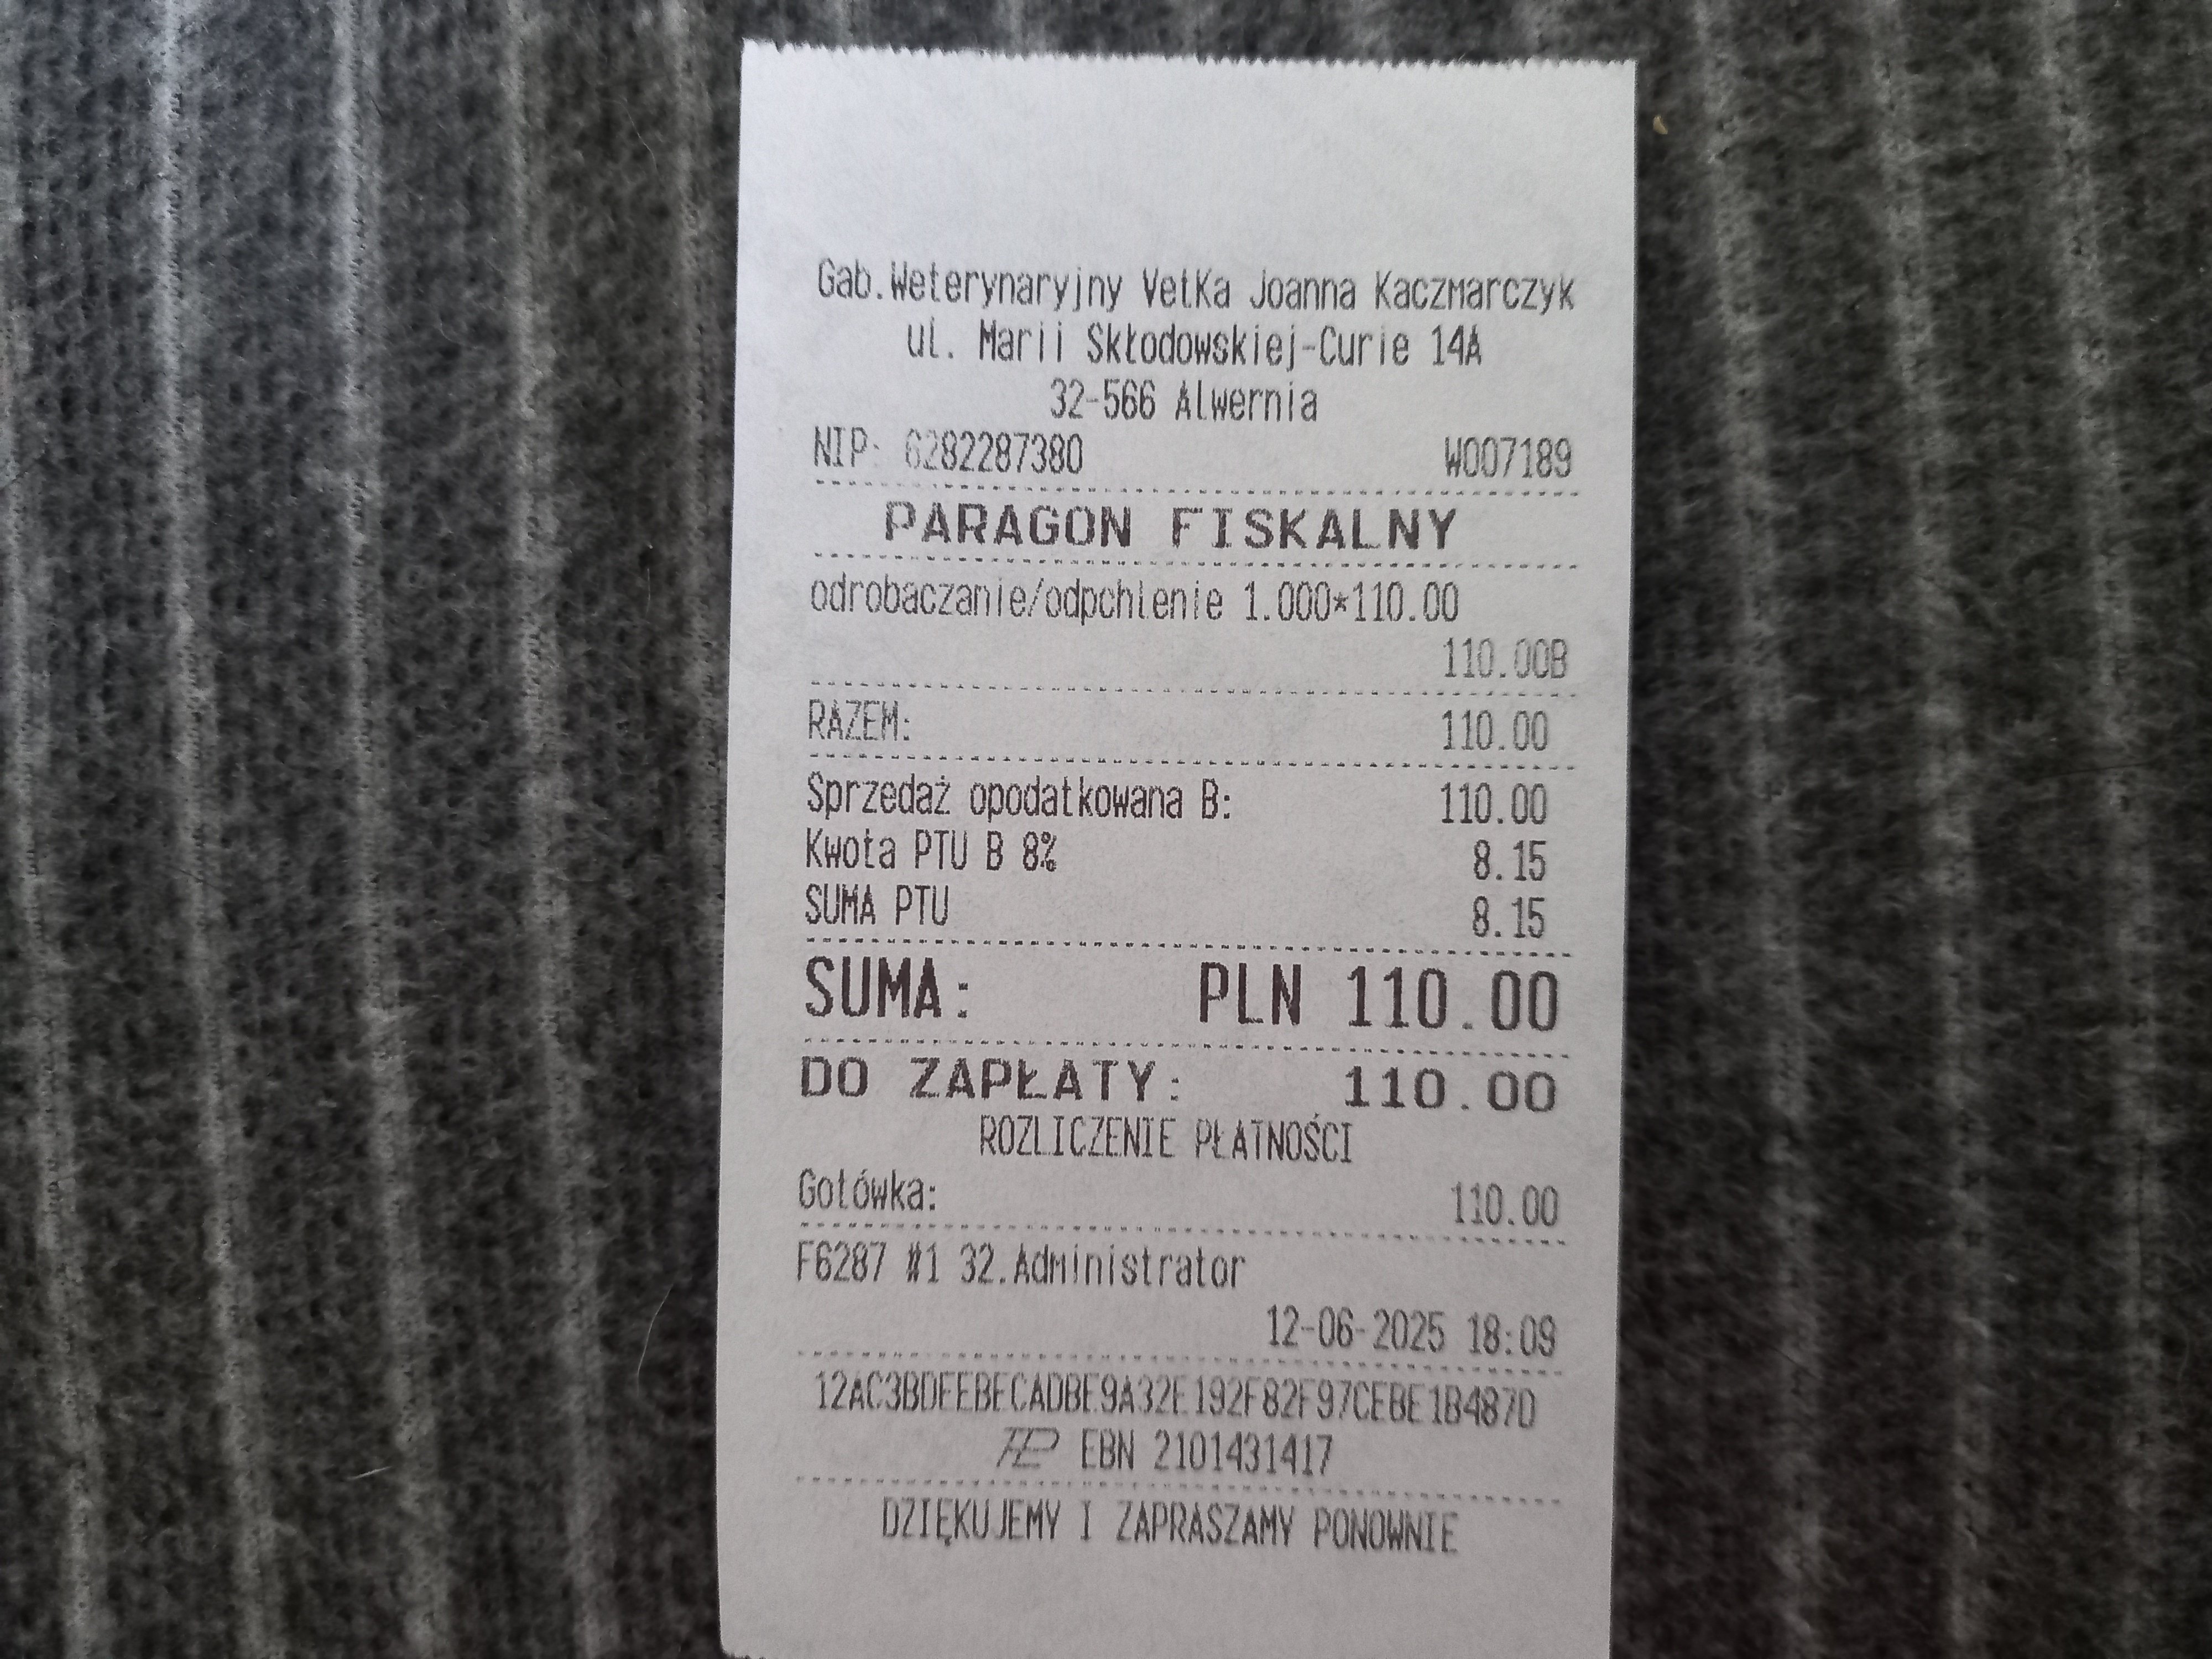 Gab.Weterynaryjny VetKa Joanna Kaczmarczyk
ul. Marii Skłodowskiej-Curie 14A
32-566 Alwernia
NIP: 6282287380 W007189
PARAGON FISKALNY
odrobaczanie/odpchlenie 1.000*110.00
110.00B
RAZEM: 110.00
Sprzedaż opodatkowana B: 110.00
Kwota PTU B 8% 8.15
SUMA PTU 8.15
SUMA: PLN 110.00
DO ZAPŁATY: 110.00
ROZLICZENIE PŁATNOŚCI
Gotówka: 110.00
F6287 #1 32.Administrator
12-06-2025 18:09
12AC3BDEEBECADBE9A32E192F82F97CEBE1B487D
EBN 2101431417
DZIĘKUJEMY I ZAPRASZAMY PONOWNIE